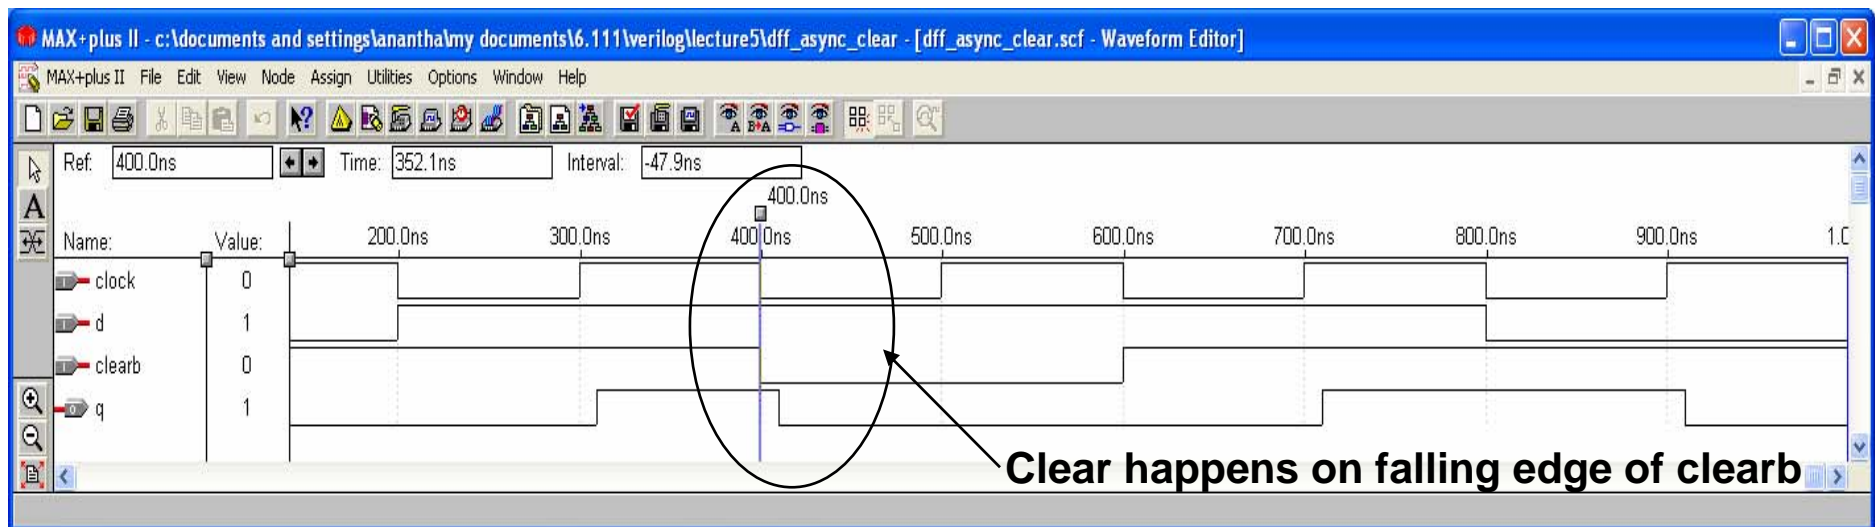 MAX+plus II - c:\documents and settings\anantha\my documents\6.111\verilog\lecture5\dff_async_clear - [dff_async_clear.scf - Waveform Editor]
MAX+plus II File Edit View Node Assign Utilities Options Window Help
A B▸A
Ref: 400.0ns Time: 352.1ns Interval: -47.9ns
A
400.0ns
Name: Value: 200.0ns 300.0ns 400.0ns 500.0ns 600.0ns 700.0ns 800.0ns 900.0ns 1.0
clock 0
d 1
clearb 0
q 1
Clear happens on falling edge of clearb